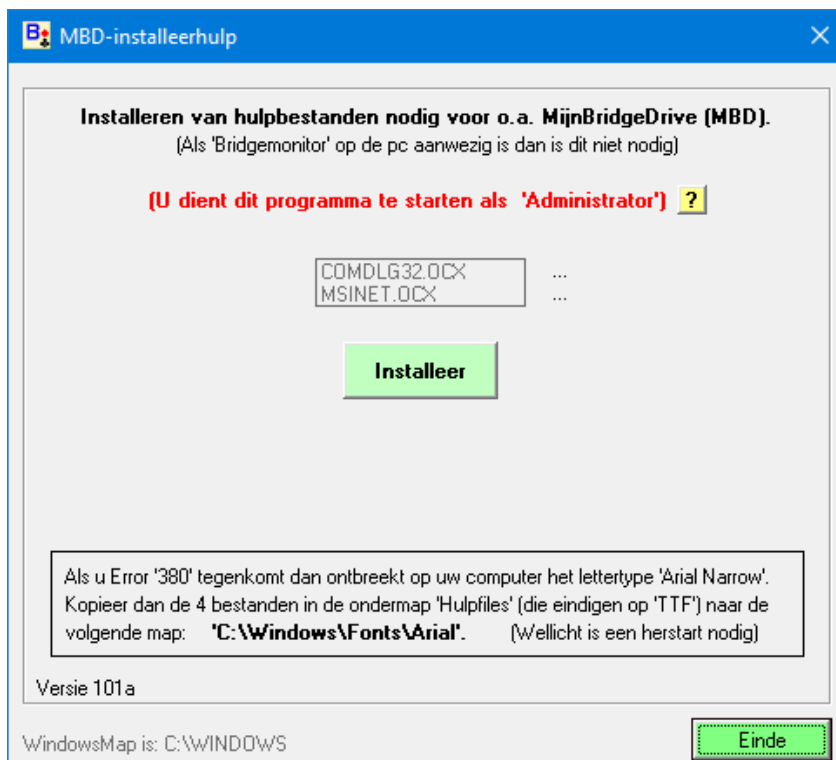 MBD-installeerhulp
Installeren van hulpbestanden nodig voor o.a. MijnBridgeDrive (MBD).
(Als 'Bridgemonitor' op de pc aanwezig is dan is dit niet nodig)
(U dient dit programma te starten als 'Administrator') ?
COMDLG32.OCX ...
MSINET.OCX ...
Installeer
Als u Error '380' tegenkomt dan ontbreekt op uw computer het lettertype 'Arial Narrow'.
Kopieer dan de 4 bestanden in de ondermap 'Hulpfiles' (die eindigen op 'TTF') naar de
volgende map: 'C:\Windows\Fonts\Arial'. (Wellicht is een herstart nodig)
Versie 101a
WindowsMap is: C:\WINDOWS
Einde